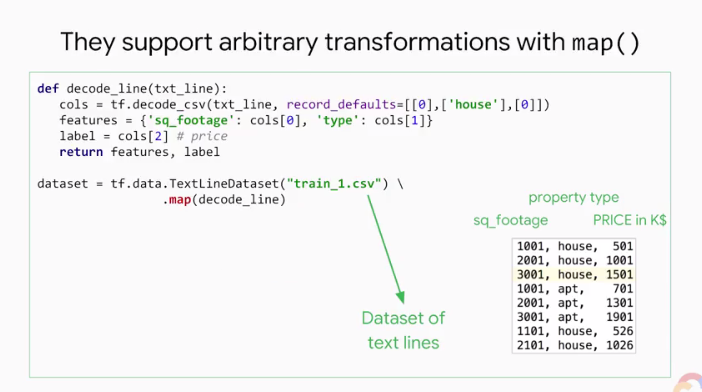 They support arbitrary transformations with map()
def decode_line(txt_line):
cols = tf.decode_csv(txt_line, record_defaults=[[0],['house'],[0]])
features = {'sq_footage': cols[0], 'type': cols[1]}
label = cols[2] # price
return features, label
dataset = tf.data.TextLineDataset("train_1.csv") \
.map(decode_line)
property type
sq_footage PRICE in K$
1001, house, 501
2001, house, 1001
3001, house, 1501
1001, apt, 701
2001, apt, 1301
3001, apt, 1901
1101, house, 526
2101, house, 1026
Dataset of
text lines